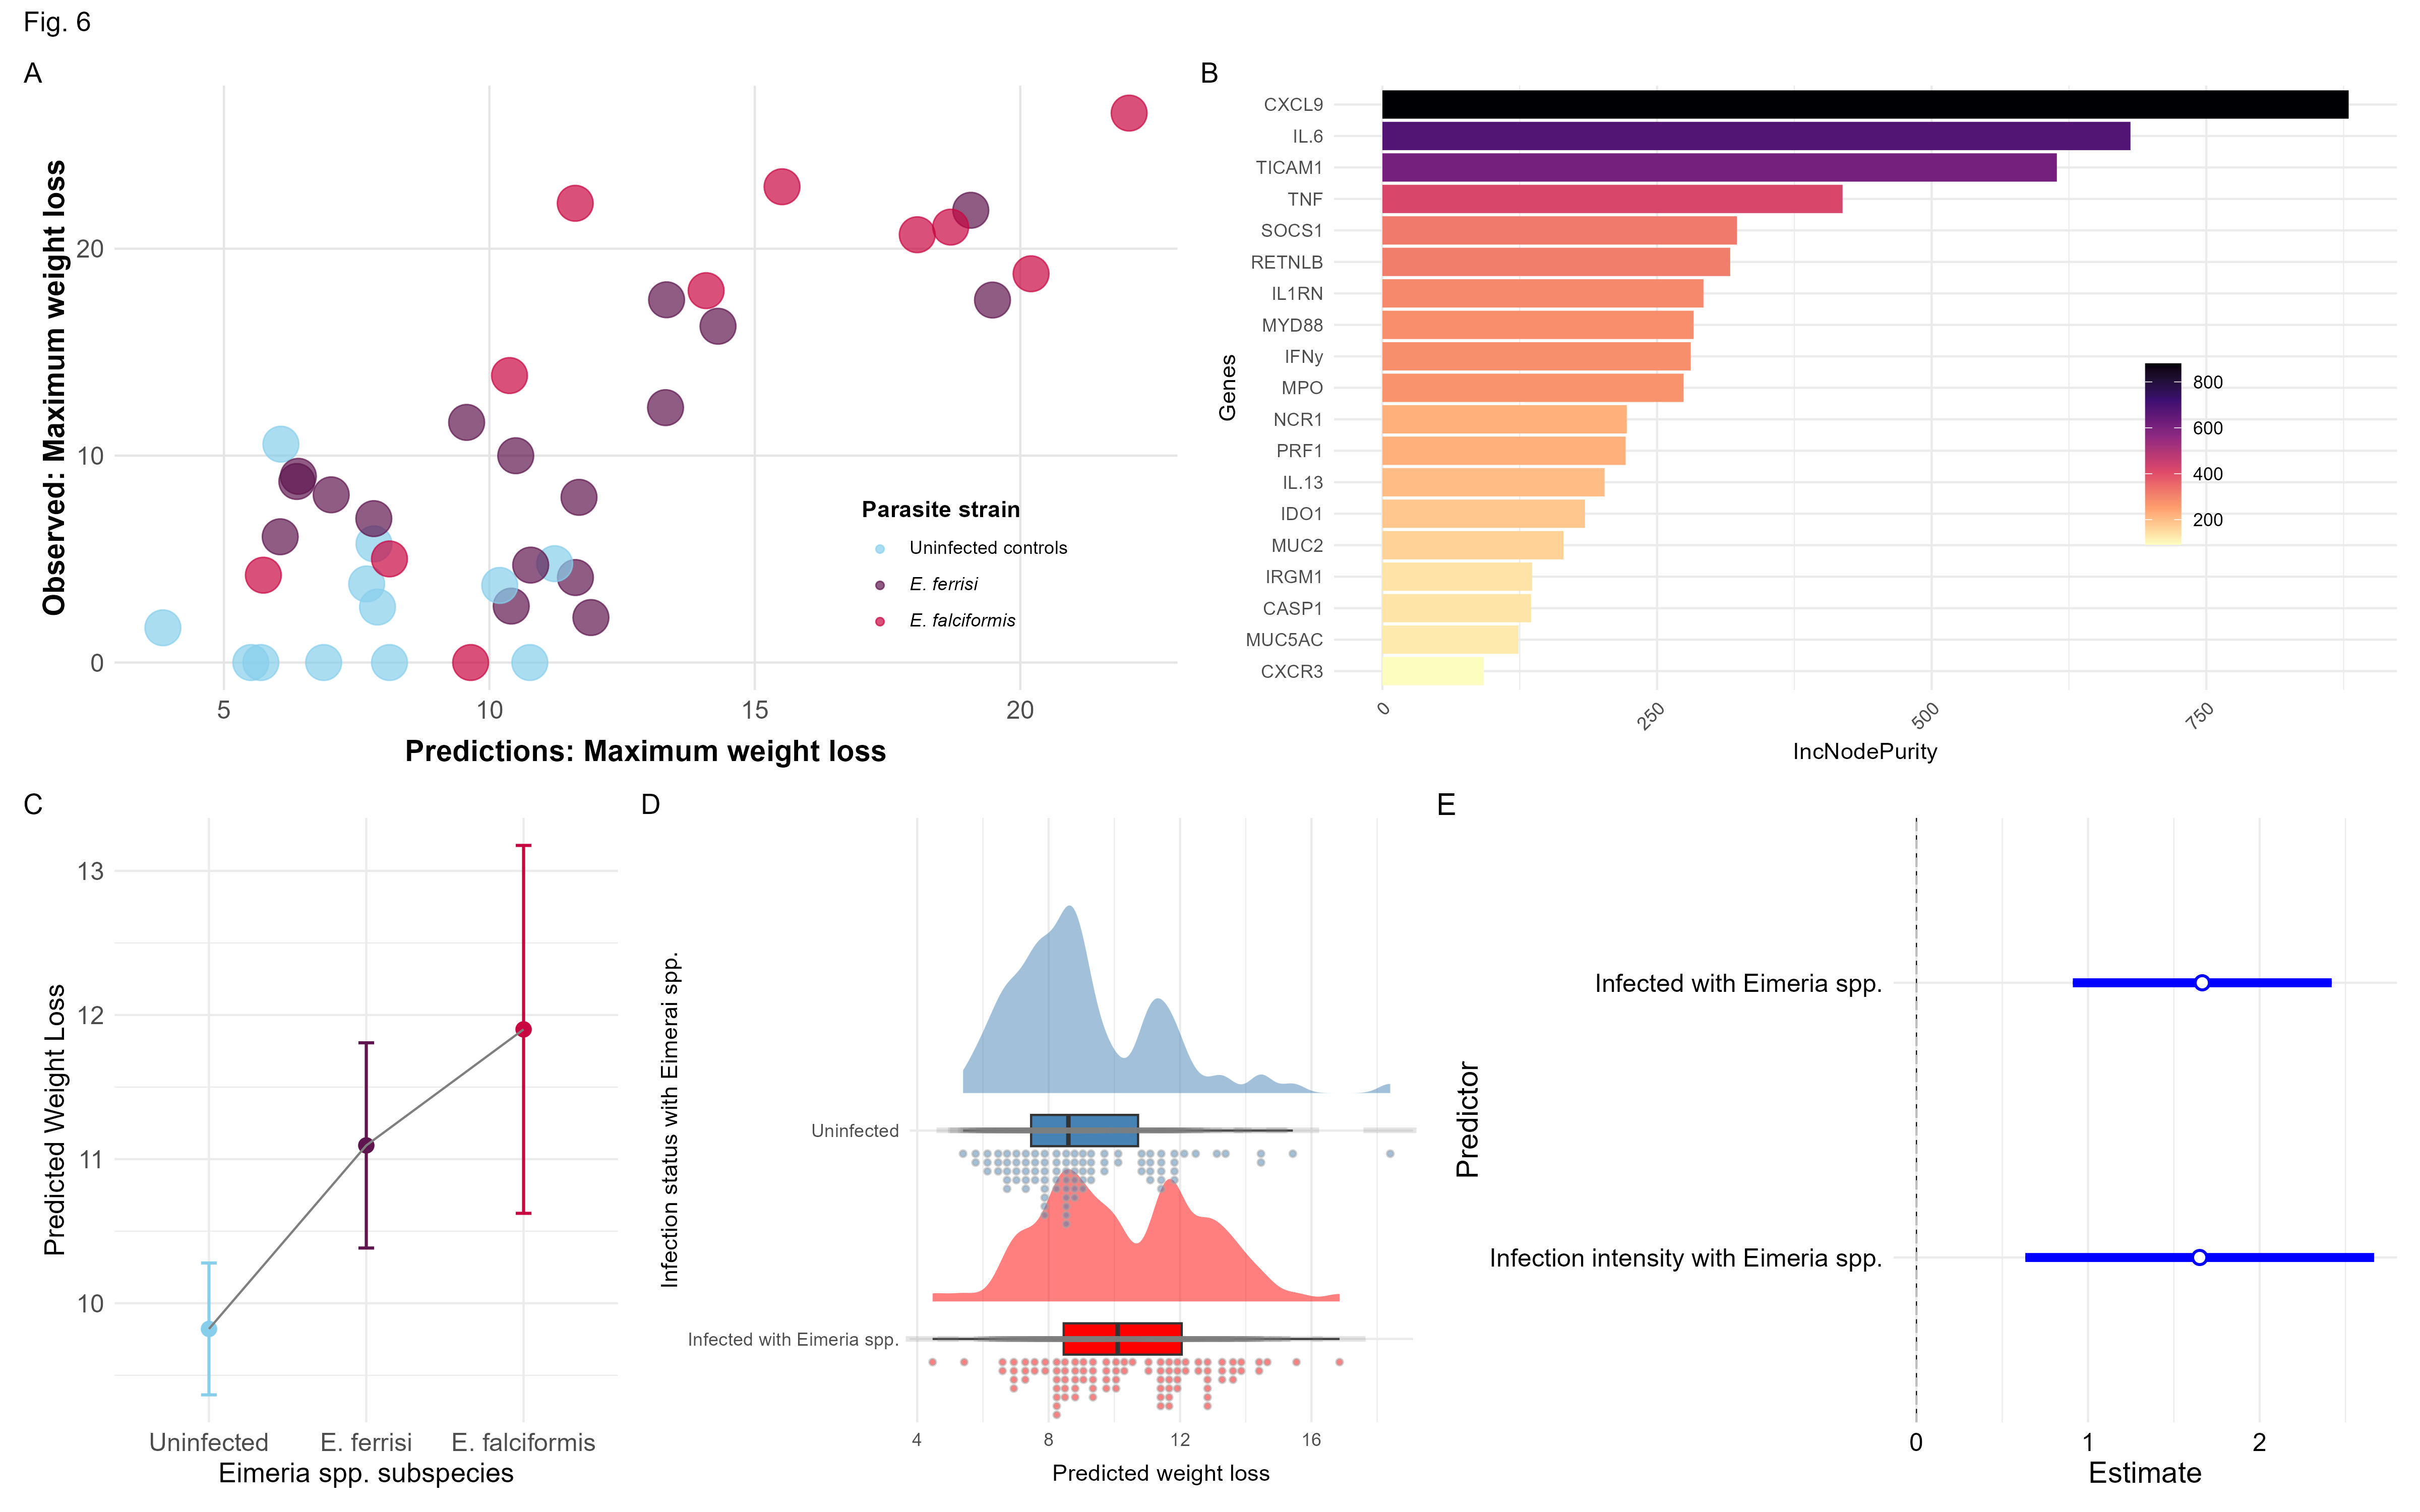 Fig. 6
A
Observed: Maximum weight loss
20
10
0
5
10
15
20
Predictions: Maximum weight loss
Parasite strain
Uninfected controls
E. ferrisi
E. falciformis
B
Genes
CXCL9
IL.6
TICAM1
TNF
SOCS1
RETNLB
IL1RN
MYD88
IFNy
MPO
NCR1
PRF1
IL.13
IDO1
MUC2
IRGM1
CASP1
MUC5AC
CXCR3
0
250
500
750
IncNodePurity
800
600
400
200
C
Predicted Weight Loss
13
12
11
10
Uninfected
E. ferrisi
E. falciformis
Eimeria spp. subspecies
D
Infection status with Eimerai spp.
Uninfected
Infected with Eimeria spp.
4
8
12
16
Predicted weight loss
E
Predictor
Infected with Eimeria spp.
Infection intensity with Eimeria spp.
0
1
2
Estimate